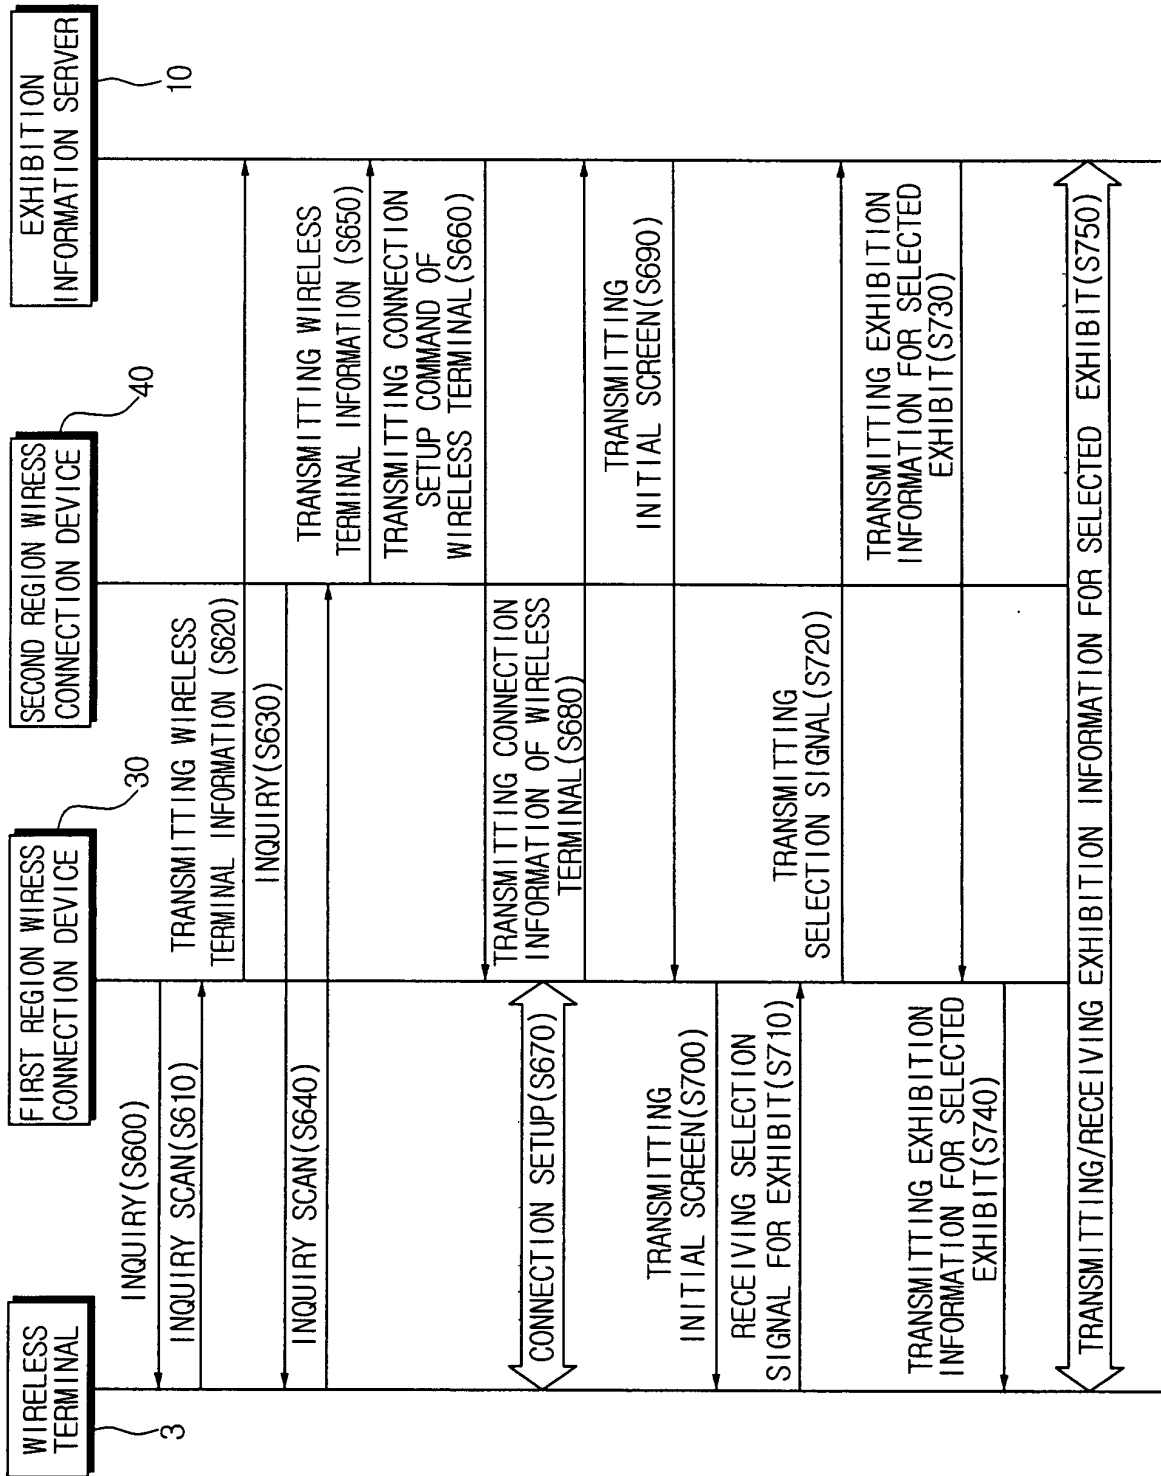 WIRELESS
TERMINAL
3
FIRST REGION WIRESS
CONNECTION DEVICE
30
SECOND REGION WIRESS
CONNECTION DEVICE
40
EXHIBITION
INFORMATION SERVER
10
INQUIRY(S600)
INQUIRY SCAN(S610)
TRANSMITTING WIRELESS
TERMINAL INFORMATION (S620)
INQUIRY(S630)
INQUIRY SCAN(S640)
TRANSMITTING WIRELESS
TERMINAL INFORMATION (S650)
TRANSMITTING CONNECTION
SETUP COMMAND OF
WIRELESS TERMINAL(S660)
CONNECTION SETUP(S670)
TRANSMITTING CONNECTION
INFORMATION OF WIRELESS
TERMINAL(S680)
TRANSMITTING
INITIAL SCREEN(S690)
TRANSMITTING
INITIAL SCREEN(S700)
RECEIVING SELECTION
SIGNAL FOR EXHIBIT(S710)
TRANSMITTING
SELECTION SIGNAL(S720)
TRANSMITTING EXHIBITION
INFORMATION FOR SELECTED
EXHIBIT(S730)
TRANSMITTING EXHIBITION
INFORMATION FOR SELECTED
EXHIBIT(S740)
TRANSMITTING/RECEIVING EXHIBITION INFORMATION FOR SELECTED EXHIBIT(S750)